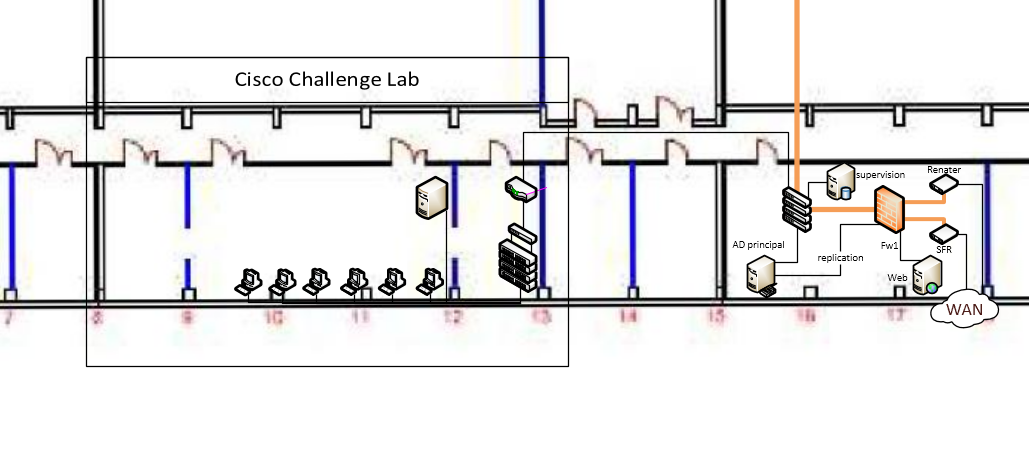 Cisco Challenge Lab
Renater
supervision
AD principal
Fw1
SFR
replication
Web
WAN
7
8
9
10
11
12
13
14
15
16
17